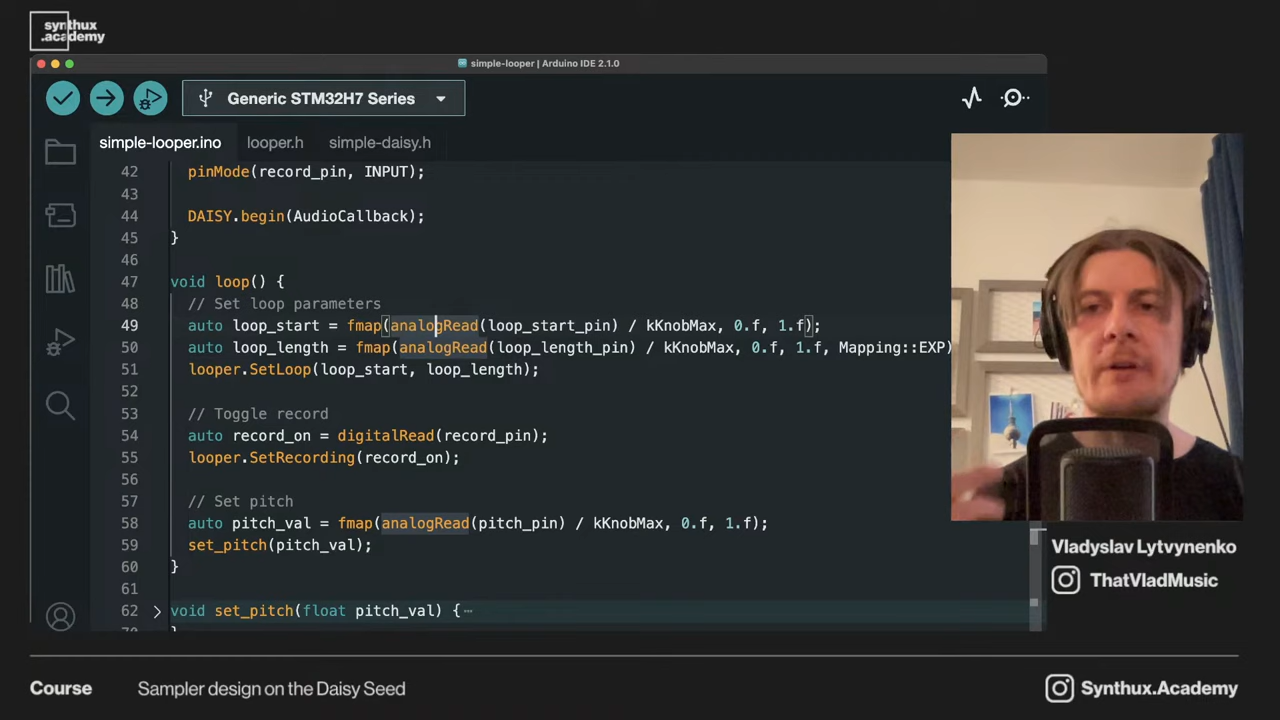 synthux
.academy
simple-looper | Arduino IDE 2.1.0
Generic STM32H7 Series
simple-looper.ino looper.h simple-daisy.h
42 pinMode(record_pin, INPUT);
43
44 DAISY.begin(AudioCallback);
45 }
46
47 void loop() {
48 // Set loop parameters
49 auto loop_start = fmap(analogRead(loop_start_pin) / kKnobMax, 0.f, 1.f);
50 auto loop_length = fmap(analogRead(loop_length_pin) / kKnobMax, 0.f, 1.f, Mapping::EXP)
51 looper.SetLoop(loop_start, loop_length);
52
53 // Toggle record
54 auto record_on = digitalRead(record_pin);
55 looper.SetRecording(record_on);
56
57 // Set pitch
58 auto pitch_val = fmap(analogRead(pitch_pin) / kKnobMax, 0.f, 1.f);
59 set_pitch(pitch_val);
60 }
61
62 void set_pitch(float pitch_val) {
Vladyslav Lytvynenko
ThatVladMusic
Course Sampler design on the Daisy Seed
Synthux.Academy